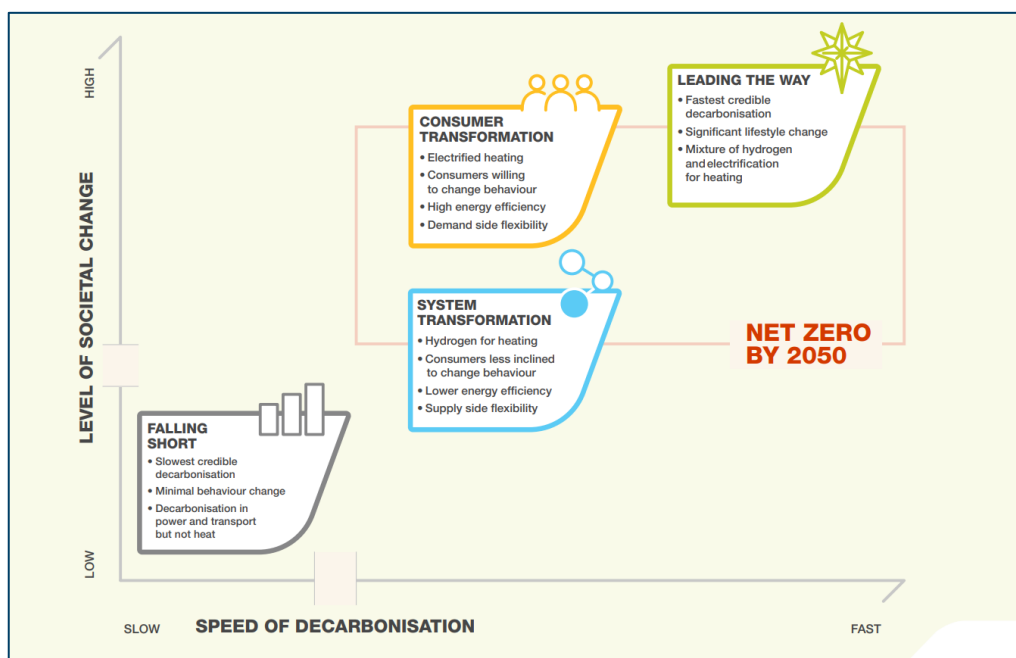 HIGH
LEVEL OF SOCIETAL CHANGE
LOW
LEADING THE WAY
• Fastest credible
decarbonisation
• Significant lifestyle change
• Mixture of hydrogen
and electrification
for heating
CONSUMER
TRANSFORMATION
• Electrified heating
• Consumers willing
to change behaviour
• High energy efficiency
• Demand side flexibility
SYSTEM
TRANSFORMATION
• Hydrogen for heating
• Consumers less inclined
to change behaviour
• Lower energy efficiency
• Supply side flexibility
NET ZERO
BY 2050
FALLING
SHORT
• Slowest credible
decarbonisation
• Minimal behaviour change
• Decarbonisation in
power and transport
but not heat
SLOW
SPEED OF DECARBONISATION
FAST